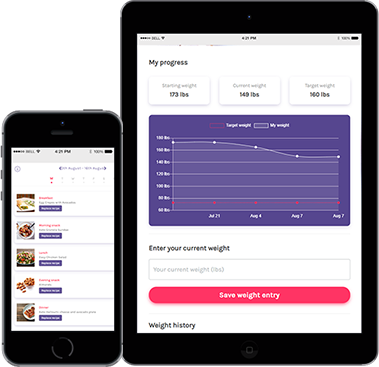 ●●●●● BELL 4:21 PM 100%
My progress
Starting weight
173 lbs
Current weight
149 lbs
Target weight
160 lbs
Target weight My weight
180 lbs
160 lbs
140 lbs
120 lbs
100 lbs
80 lbs
60 lbs
Jul 21 Aug 4 Aug 7 Aug 7
Enter your current weight
Your current weight (lbs)
Save weight entry
Weight history
BELL 4:21 PM 100%
Breakfast
Replace recipe
Morning snack
Replace recipe
Lunch
Replace recipe
Evening snack
Replace recipe
Dinner
Replace recipe